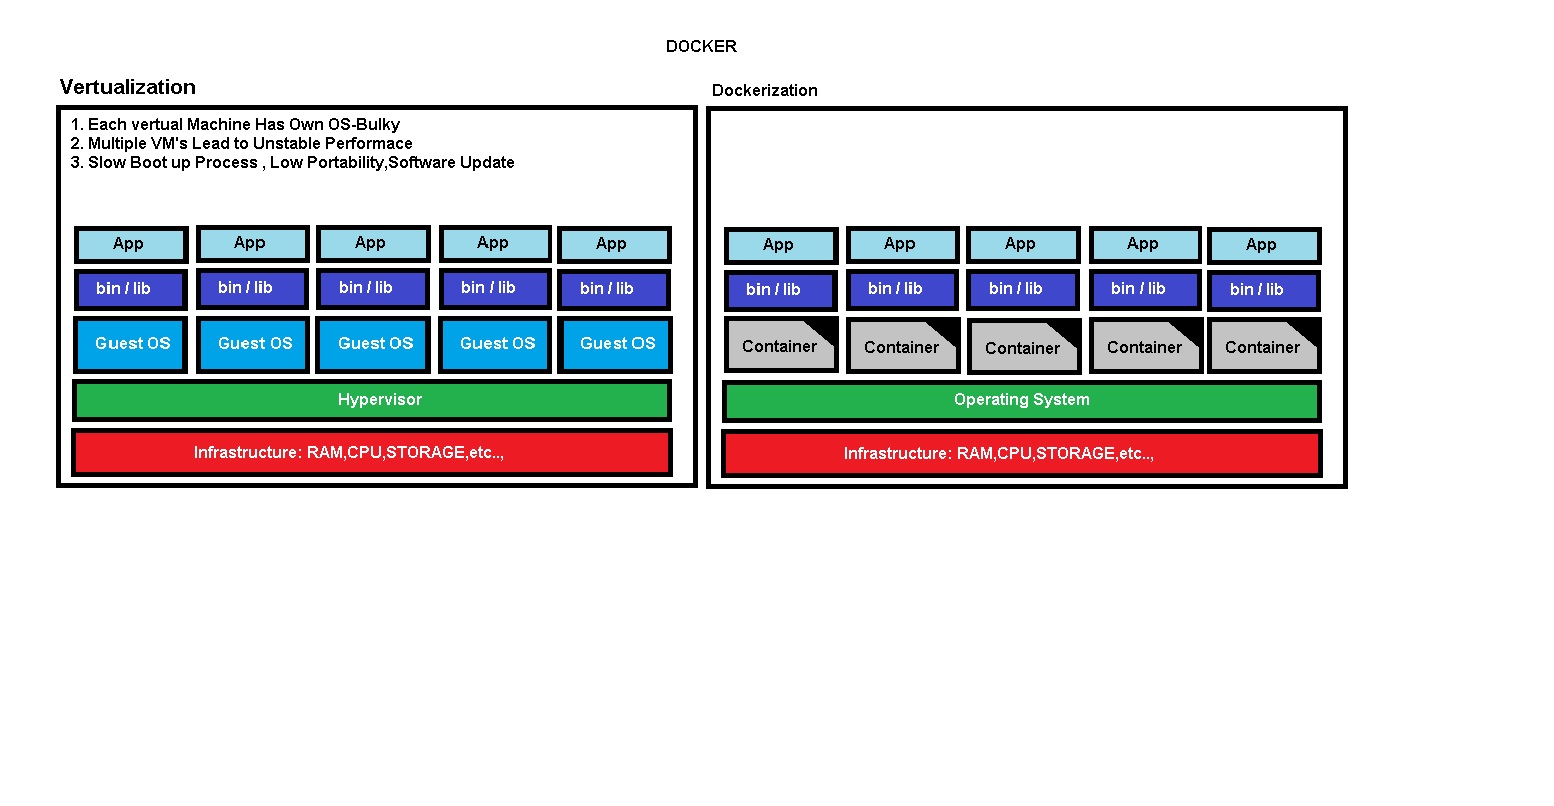 DOCKER
Vertualization
1. Each vertual Machine Has Own OS-Bulky
2. Multiple VM's Lead to Unstable Performace
3. Slow Boot up Process , Low Portability,Software Update
App App App App App
bin / lib bin / lib bin / lib bin / lib bin / lib
Guest OS Guest OS Guest OS Guest OS Guest OS
Hypervisor
Infrastructure: RAM,CPU,STORAGE,etc..,
Dockerization
App App App App App
bin / lib bin / lib bin / lib bin / lib bin / lib
Container Container Container Container Container
Operating System
Infrastructure: RAM,CPU,STORAGE,etc..,